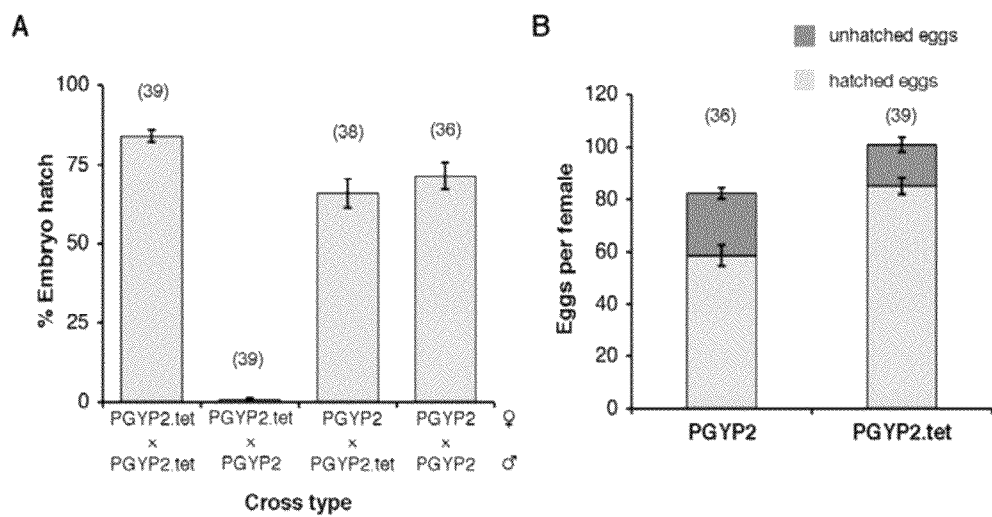 A
% Embryo hatch
100
75
50
25
0
(39)
(39)
(38)
(36)
PGYP2.tet PGYP2.tet PGYP2 PGYP2 ♀
x x x x
PGYP2.tet PGYP2 PGYP2.tet PGYP2 ♂
Cross type
B
unhatched eggs
hatched eggs
Eggs per female
120
100
80
60
40
20
0
(36)
(39)
PGYP2 PGYP2.tet